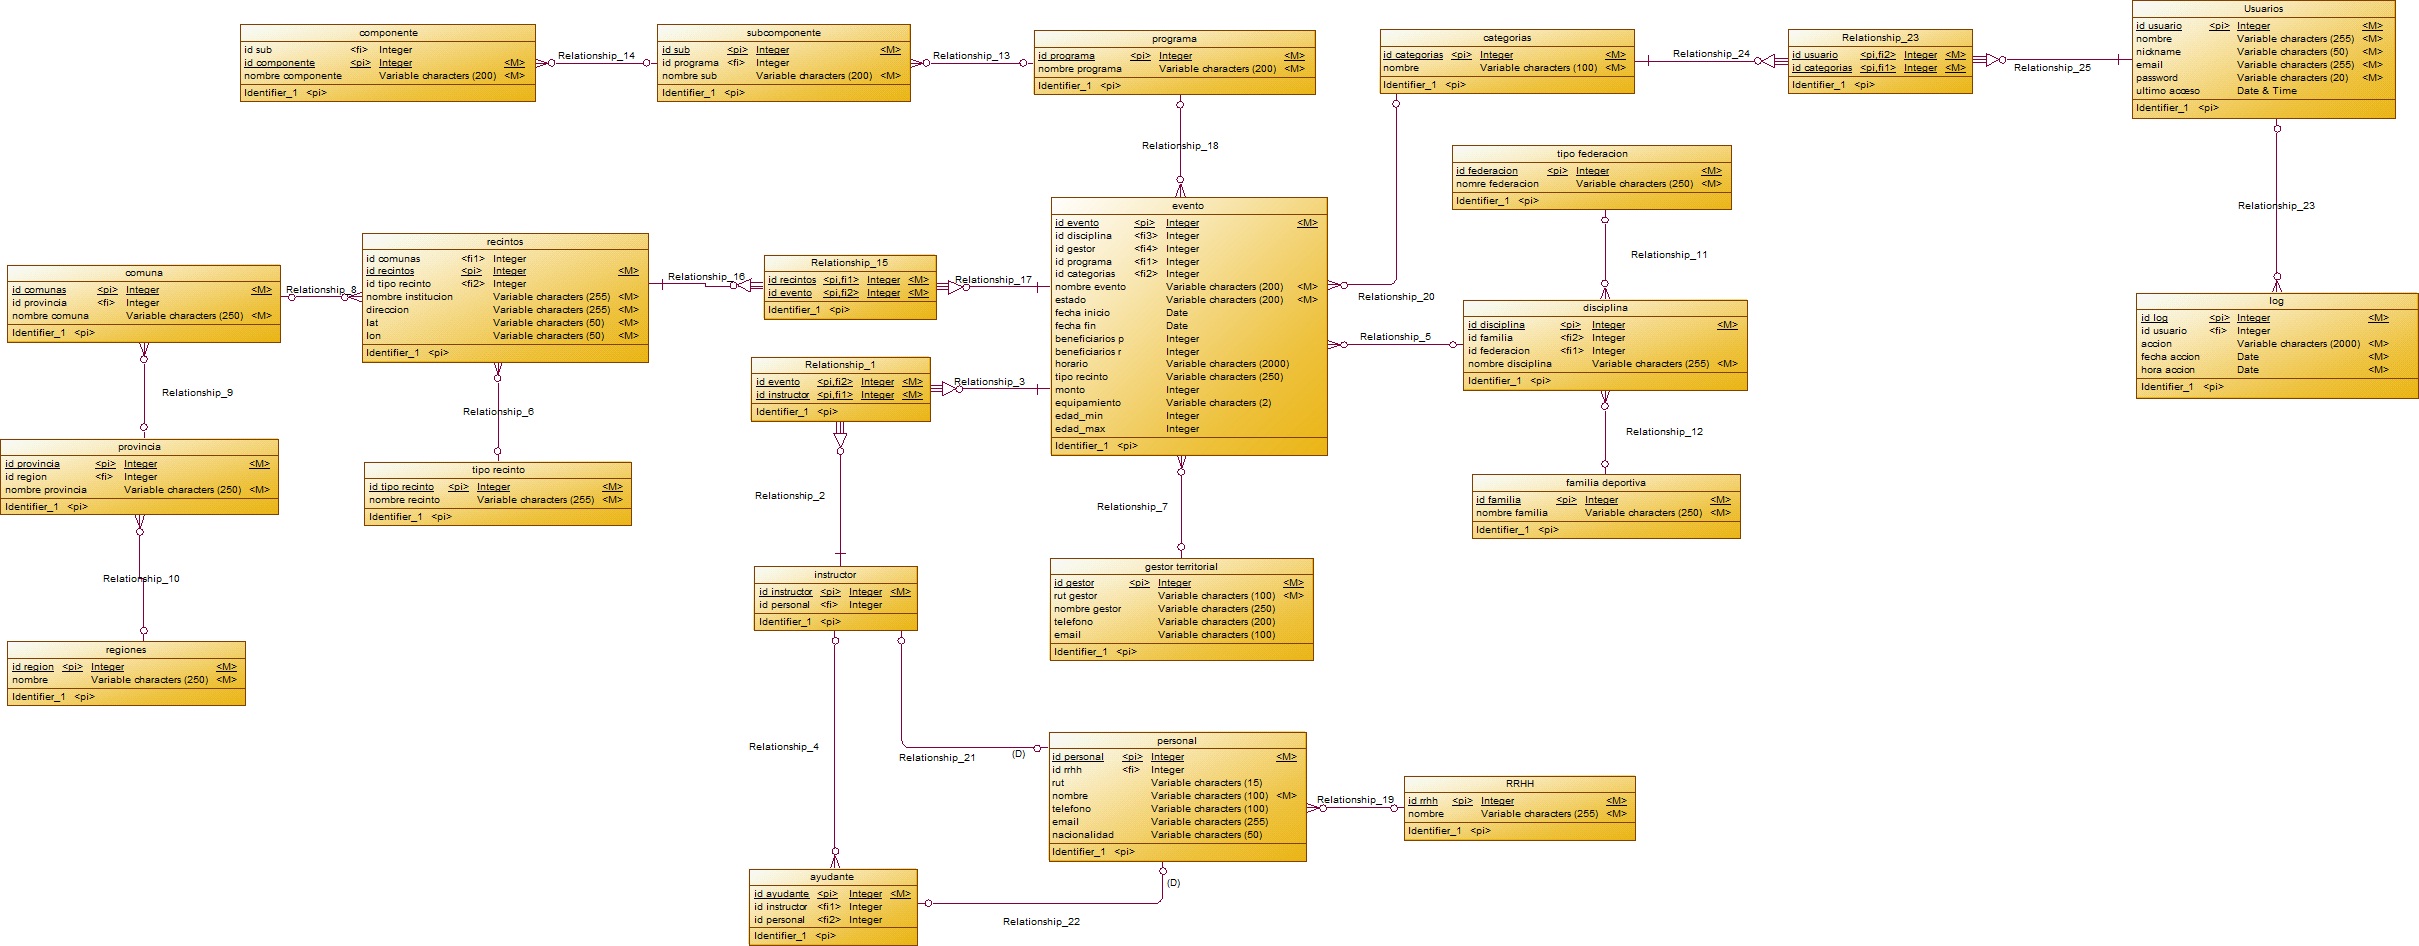 componente
id sub <fi> Integer
id componente <pi> Integer <M>
nombre componente Variable characters (200) <M>
Identifier_1 <pi>
Relationship_14
subcomponente
id sub <pi> Integer <M>
id programa <fi> Integer
nombre sub Variable characters (200) <M>
Identifier_1 <pi>
Relationship_13
programa
id programa <pi> Integer <M>
nombre programa Variable characters (200) <M>
Identifier_1 <pi>
categorias
id categorias <pi> Integer <M>
nombre Variable characters (100) <M>
Identifier_1 <pi>
Relationship_24
Relationship_23
id usuario <pi,fi2> Integer <M>
id categorias <pi,fi1> Integer <M>
Identifier_1 <pi>
Relationship_25
Usuarios
id usuario <pi> Integer <M>
nombre Variable characters (255) <M>
nickname Variable characters (50) <M>
email Variable characters (255) <M>
password Variable characters (20) <M>
ultimo acceso Date & Time
Identifier_1 <pi>
Relationship_18
tipo federacion
id federacion <pi> Integer <M>
nomre federacion Variable characters (250) <M>
Identifier_1 <pi>
Relationship_23
Relationship_11
comuna
id comunas <pi> Integer <M>
id provincia <fi> Integer
nombre comuna Variable characters (250) <M>
Identifier_1 <pi>
Relationship_8
recintos
id comunas <fi1> Integer
id recintos <pi> Integer <M>
id tipo recinto <fi2> Integer
nombre institucion Variable characters (255) <M>
direccion Variable characters (255) <M>
lat Variable characters (50) <M>
lon Variable characters (50) <M>
Identifier_1 <pi>
Relationship_16
Relationship_15
id recintos <pi,fi1> Integer <M>
id evento <pi,fi2> Integer <M>
Identifier_1 <pi>
Relationship_17
evento
id evento <pi> Integer <M>
id disciplina <fi3> Integer
id gestor <fi4> Integer
id programa <fi1> Integer
id categorias <fi2> Integer
nombre evento Variable characters (200) <M>
estado Variable characters (200) <M>
fecha inicio Date
fecha fin Date
beneficiarios p Integer
beneficiarios r Integer
horario Variable characters (2000)
tipo recinto Variable characters (250)
monto Integer
equipamiento Variable characters (2)
edad_min Integer
edad_max Integer
Identifier_1 <pi>
Relationship_20
Relationship_5
disciplina
id disciplina <pi> Integer <M>
id familia <fi2> Integer
id federacion <fi1> Integer
nombre disciplina Variable characters (255) <M>
Identifier_1 <pi>
log
id log <pi> Integer <M>
id usuario <fi> Integer
accion Variable characters (2000) <M>
fecha accion Date <M>
hora accion Date <M>
Identifier_1 <pi>
Relationship_1
id evento <pi,fi2> Integer <M>
id instructor <pi,fi1> Integer <M>
Identifier_1 <pi>
Relationship_3
Relationship_9
Relationship_6
Relationship_12
provincia
id provincia <pi> Integer <M>
id region <fi> Integer
nombre provincia Variable characters (250) <M>
Identifier_1 <pi>
tipo recinto
id tipo recinto <pi> Integer <M>
nombre recinto Variable characters (255) <M>
Identifier_1 <pi>
Relationship_2
Relationship_7
familia deportiva
id familia <pi> Integer <M>
nombre familia Variable characters (250) <M>
Identifier_1 <pi>
Relationship_10
instructor
id instructor <pi> Integer <M>
id personal <fi> Integer
Identifier_1 <pi>
gestor territorial
id gestor <pi> Integer <M>
rut gestor Variable characters (100) <M>
nombre gestor Variable characters (250)
telefono Variable characters (200)
email Variable characters (100)
Identifier_1 <pi>
regiones
id region <pi> Integer <M>
nombre Variable characters (250) <M>
Identifier_1 <pi>
Relationship_4
Relationship_21
(D)
personal
id personal <pi> Integer <M>
id rrhh <fi> Integer
rut Variable characters (15)
nombre Variable characters (100) <M>
telefono Variable characters (100)
email Variable characters (255)
nacionalidad Variable characters (50)
Identifier_1 <pi>
Relationship_19
RRHH
id rrhh <pi> Integer <M>
nombre Variable characters (255) <M>
Identifier_1 <pi>
ayudante
id ayudante <pi> Integer <M>
id instructor <fi1> Integer
id personal <fi2> Integer
Identifier_1 <pi>
(D)
Relationship_22